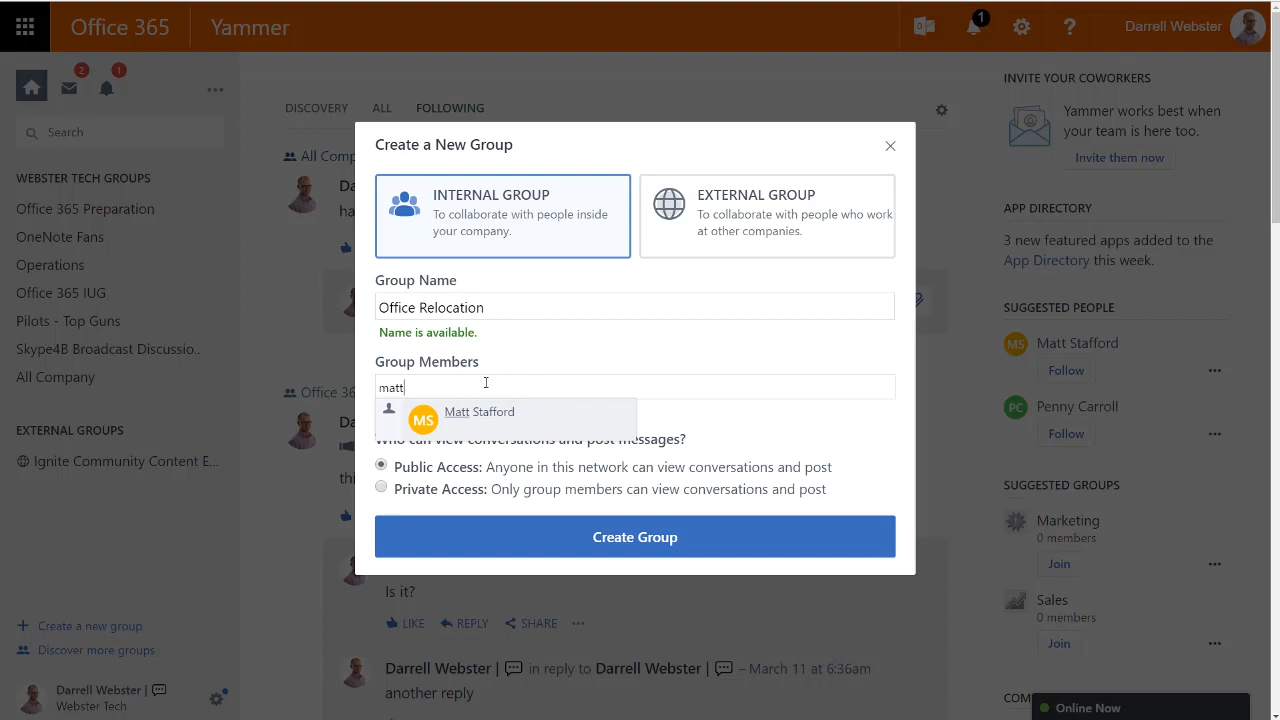 Office 365
Yammer
1
Darrell Webster
2
1
Search
WEBSTER TECH GROUPS
Office 365 Preparation
OneNote Fans
Operations
Office 365 IUG
Pilots - Top Guns
Skype4B Broadcast Discussio..
All Company
EXTERNAL GROUPS
Ignite Community Content E...
Create a new group
Discover more groups
Darrell Webster |
Webster Tech
DISCOVERY
ALL
FOLLOWING
All Comp
Da
ha
Office 36
Da
thi
Create a New Group
INTERNAL GROUP
To collaborate with people inside
your company.
EXTERNAL GROUP
To collaborate with people who work
at other companies.
Group Name
Office Relocation
Name is available.
Group Members
matt
MS
Matt Stafford
Who can view conversations and post messages?
Public Access: Anyone in this network can view conversations and post
Private Access: Only group members can view conversations and post
Create Group
Is it?
LIKE
REPLY
SHARE
Darrell Webster | in reply to Darrell Webster | – March 11 at 6:36am
another reply
INVITE YOUR COWORKERS
Yammer works best when
your team is here too.
Invite them now
APP DIRECTORY
3 new featured apps added to the
App Directory this week.
SUGGESTED PEOPLE
MS
Matt Stafford
Follow
PC
Penny Carroll
Follow
SUGGESTED GROUPS
Marketing
0 members
Join
Sales
0 members
Join
Online Now